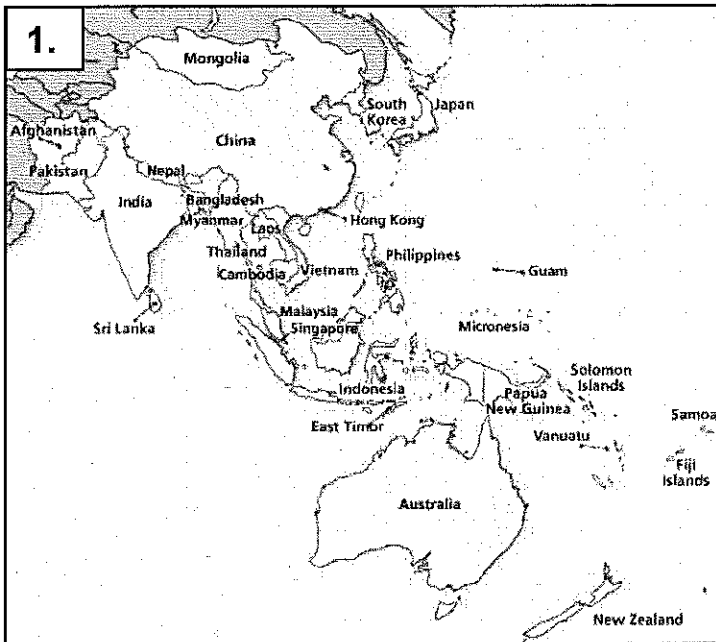 1.
Mongolia
South
Korea
Japan
Afghanistan
China
Pakistan
Nepal
India
Bangladesh
Myanmar
Laos
Hong Kong
Thailand
Philippines
Cambodia
Vietnam
Guam
Malaysia
Singapore
Sri Lanka
Micronesia
Solomon
Islands
Indonesia
Papua
New Guinea
Samoa
East Timor
Vanuatu
Fiji
Islands
Australia
New Zealand